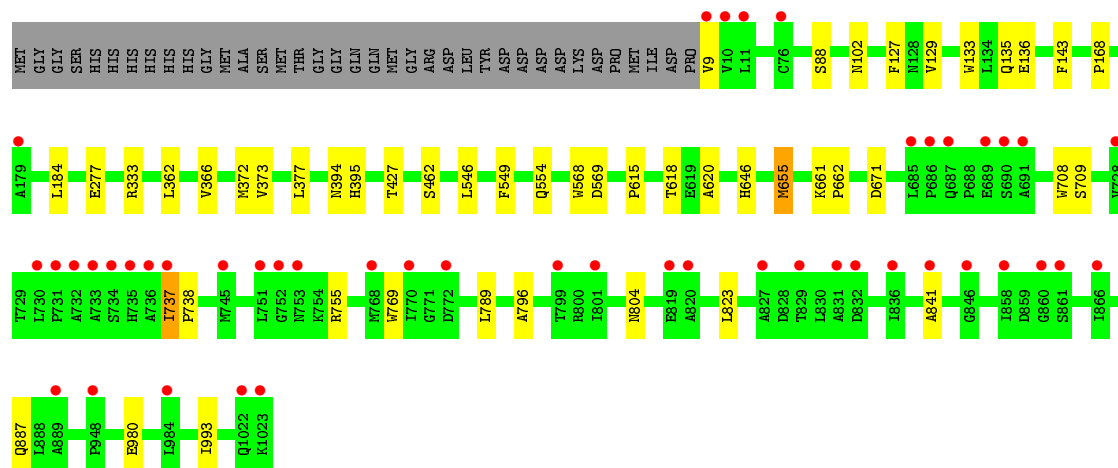 MET GLY GLY SER HIS HIS HIS HIS HIS HIS GLY MET ALA SER MET THR GLY GLY GLN GLN MET GLY ARG ASP LEU TYR ASP ASP ASP ASP LYS ASP PRO MET ILE ASP PRO V9 V10 L11 C76 S88 N102 F127 N128 V129 W133 L134 Q135 E136 F143 P168
A179 L184 E277 R333 L362 V366 M372 V373 L377 N394 H395 T427 S462 L546 F549 Q554 W568 D569 P615 T618 E619 A620 H646 M655 K661 P662 D671 L685 P686 Q687 P688 E689 S690 A691 W708 S709 V728
T729 L730 P731 A732 A733 S734 H735 A736 I737 P738 M745 L751 G752 N753 K754 R755 M768 W769 I770 G771 D772 L789 A796 T799 R800 I801 N804 E819 A820 L823 A827 D828 T829 L830 A831 D832 I836 A841 G846 I858 D859 G860 S861 I866
Q887 L888 A889 P948 E980 L984 I993 Q1022 K1023